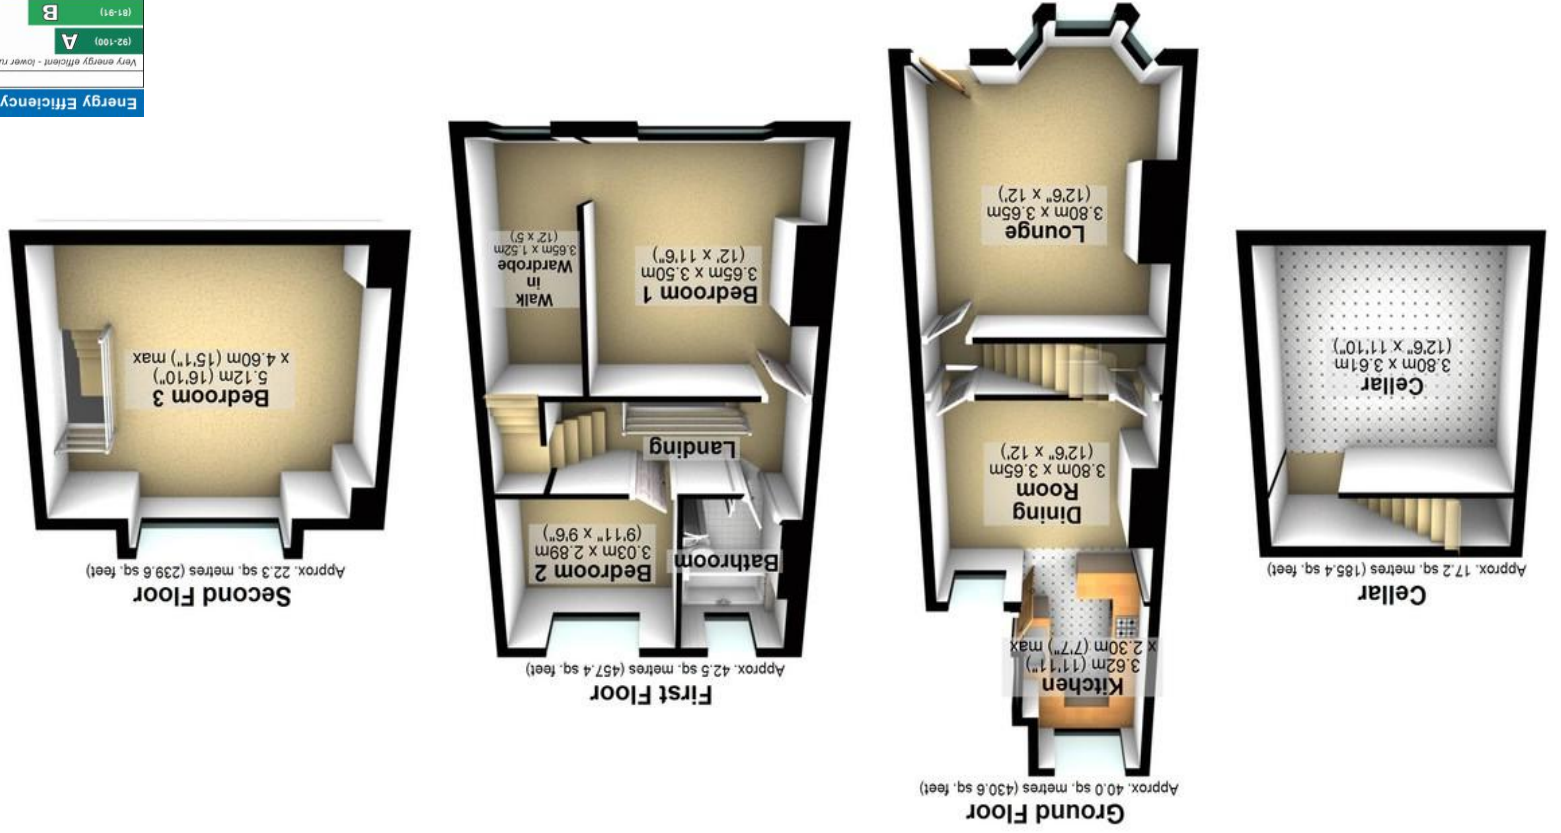 Cellar
Approx. 17.2 sq. metres (185.4 sq. feet)
Cellar
3.80m x 3.61m
(12'6" x 11'10")
Ground Floor
Approx. 40.0 sq. metres (430.6 sq. feet)
Kitchen
3.62m (11'11")
x 2.30m (7'7") max
Dining
Room
3.80m x 3.65m
(12'6" x 12')
Lounge
3.80m x 3.65m
(12'6" x 12')
First Floor
Approx. 42.5 sq. metres (457.4 sq. feet)
Bathroom
Bedroom 2
3.03m x 2.89m
(9'11" x 9'6")
Landing
Bedroom 1
3.65m x 3.50m
(12' x 11'6")
Walk
in
Wardrobe
3.65m x 1.52m
(12' x 5')
Second Floor
Approx. 22.3 sq. metres (239.6 sq. feet)
Bedroom 3
5.12m (16'10")
x 4.60m (15'1") max
Energy Efficiency
Very energy efficient - lower
(92-100) A
(81-91) B